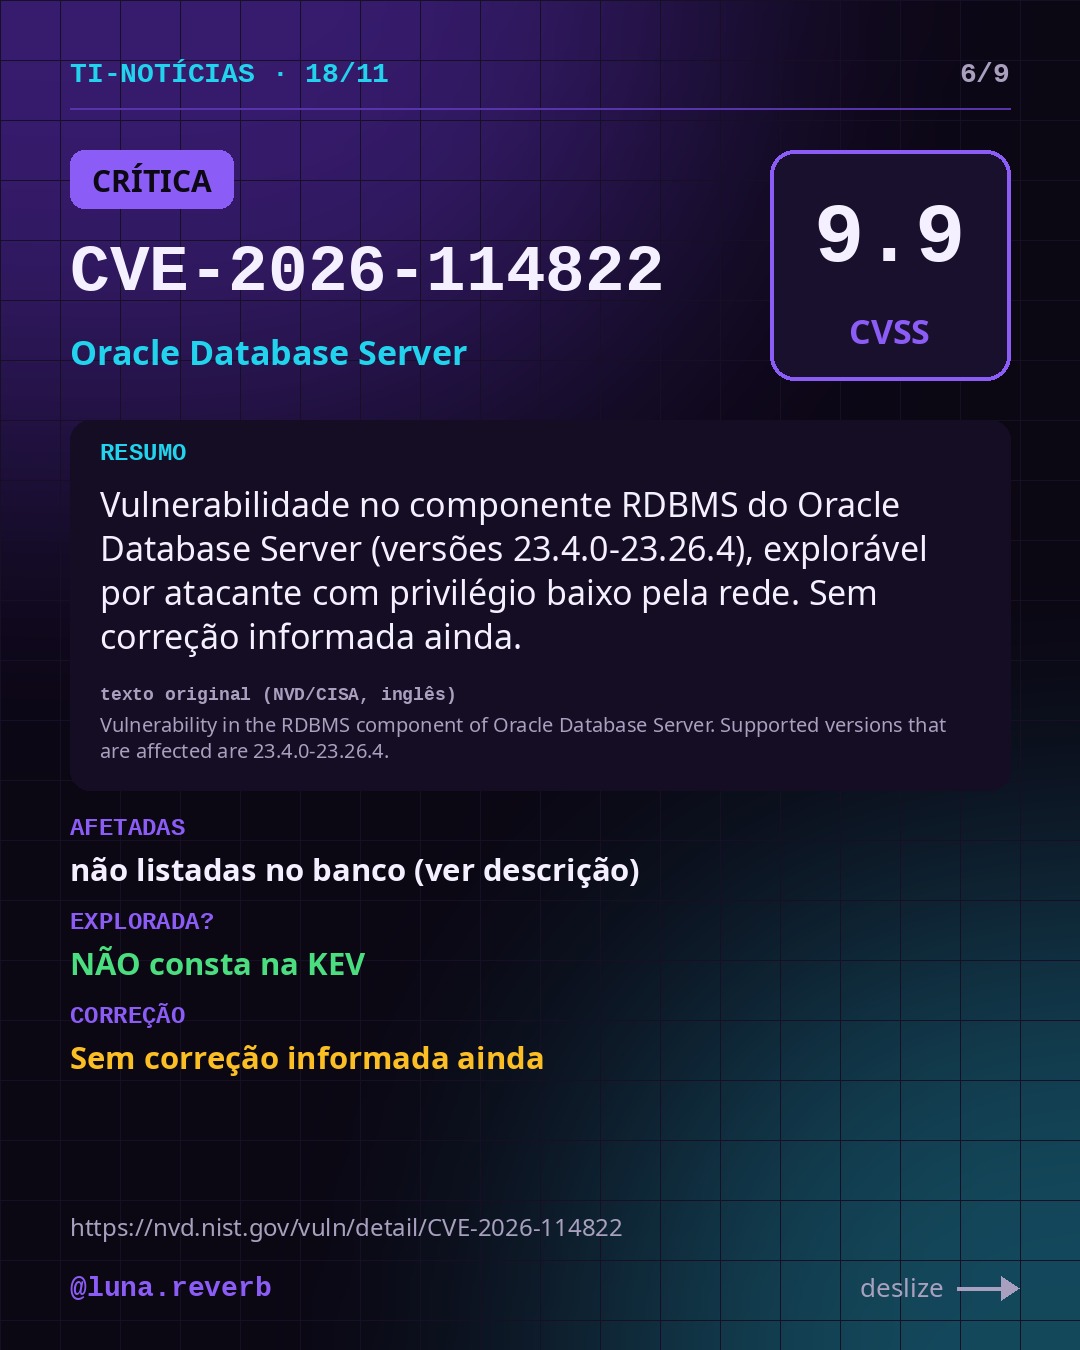 TI-NOTÍCIAS · 18/11
6/9
CRÍTICA
CVE-2026-114822
Oracle Database Server
9.9
CVSS
RESUMO
Vulnerabilidade no componente RDBMS do Oracle
Database Server (versões 23.4.0-23.26.4), explorável
por atacante com privilégio baixo pela rede. Sem
correção informada ainda.
texto original (NVD/CISA, inglês)
Vulnerability in the RDBMS component of Oracle Database Server. Supported versions that
are affected are 23.4.0-23.26.4.
AFETADAS
não listadas no banco (ver descrição)
EXPLORADA?
NÃO consta na KEV
CORREÇÃO
Sem correção informada ainda
https://nvd.nist.gov/vuln/detail/CVE-2026-114822
@luna.reverb
deslize